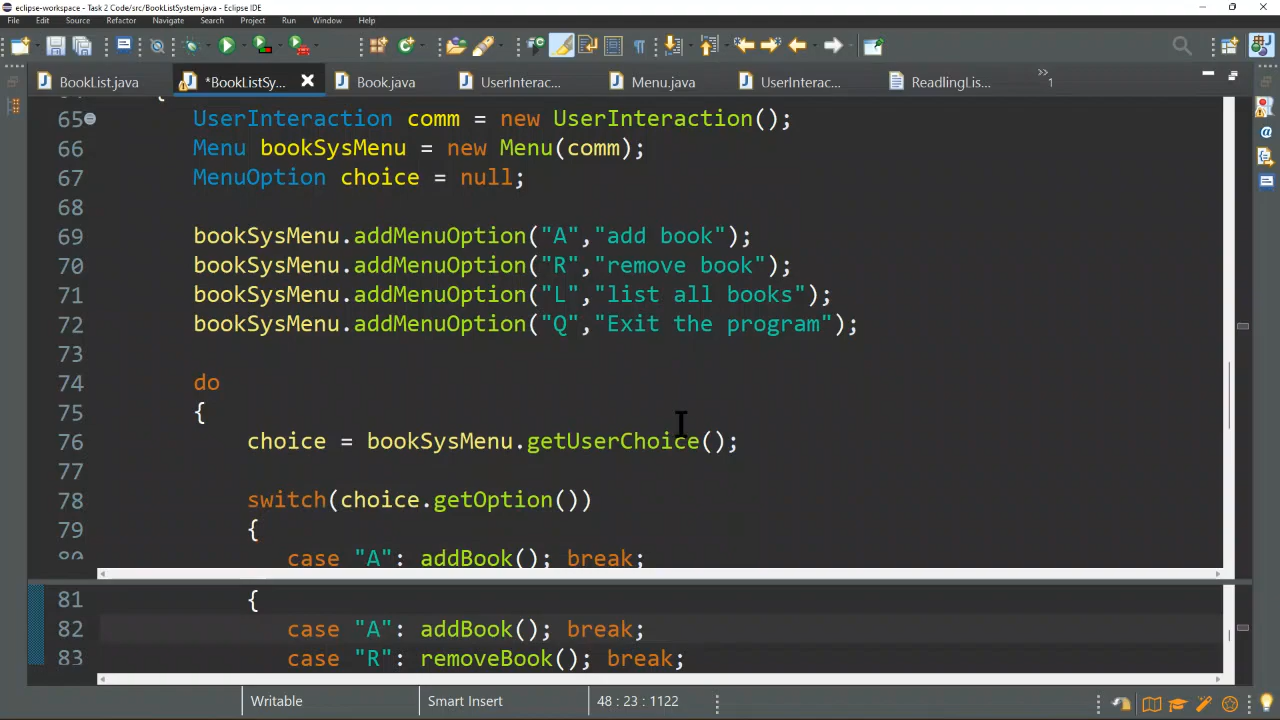 eclipse-workspace - Task 2 Code/src/BookListSystem.java - Eclipse IDE
File Edit Source Refactor Navigate Search Project Run Window Help
BookList.java *BookListSy... Book.java UserInterac... Menu.java UserInterac... ReadlingLis... 1
65 UserInteraction comm = new UserInteraction();
66 Menu bookSysMenu = new Menu(comm);
67 MenuOption choice = null;
68
69 bookSysMenu.addMenuOption("A","add book");
70 bookSysMenu.addMenuOption("R","remove book");
71 bookSysMenu.addMenuOption("L","list all books");
72 bookSysMenu.addMenuOption("Q","Exit the program");
73
74 do
75 {
76 choice = bookSysMenu.getUserChoice();
77
78 switch(choice.getOption())
79 {
80 case "A": addBook(); break;
81 {
82 case "A": addBook(); break;
83 case "R": removeBook(); break;
Writable Smart Insert 48 : 23 : 1122